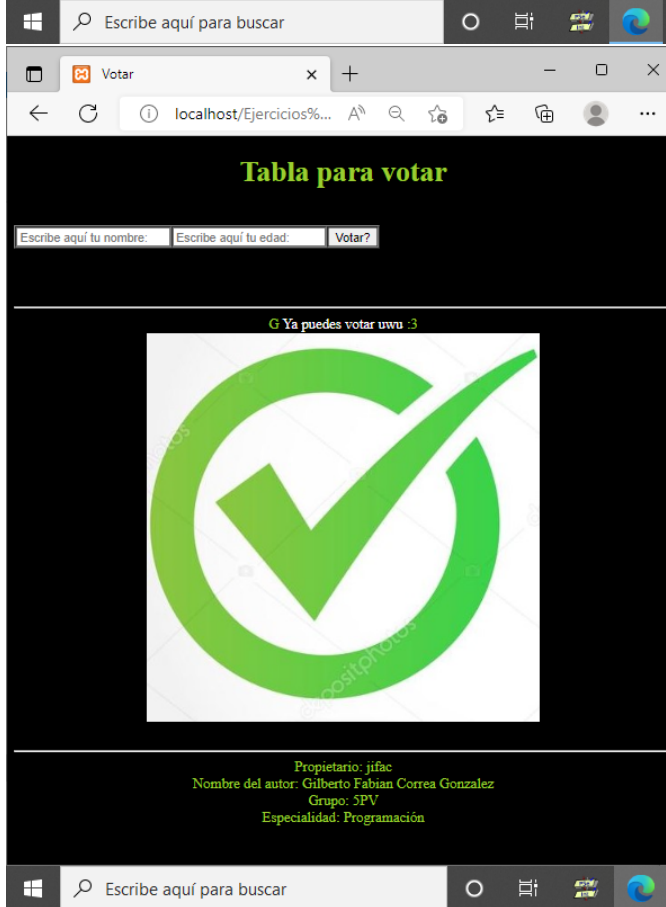 Escribe aquí para buscar
Votar
localhost/Ejercicios%...
Tabla para votar
Escribe aquí tu nombre: Escribe aquí tu edad: Votar?
G Ya puedes votar uwu :3
depositphotos
Propietario: jifac
Nombre del autor: Gilberto Fabian Correa Gonzalez
Grupo: 5PV
Especialidad: Programación
Escribe aquí para buscar